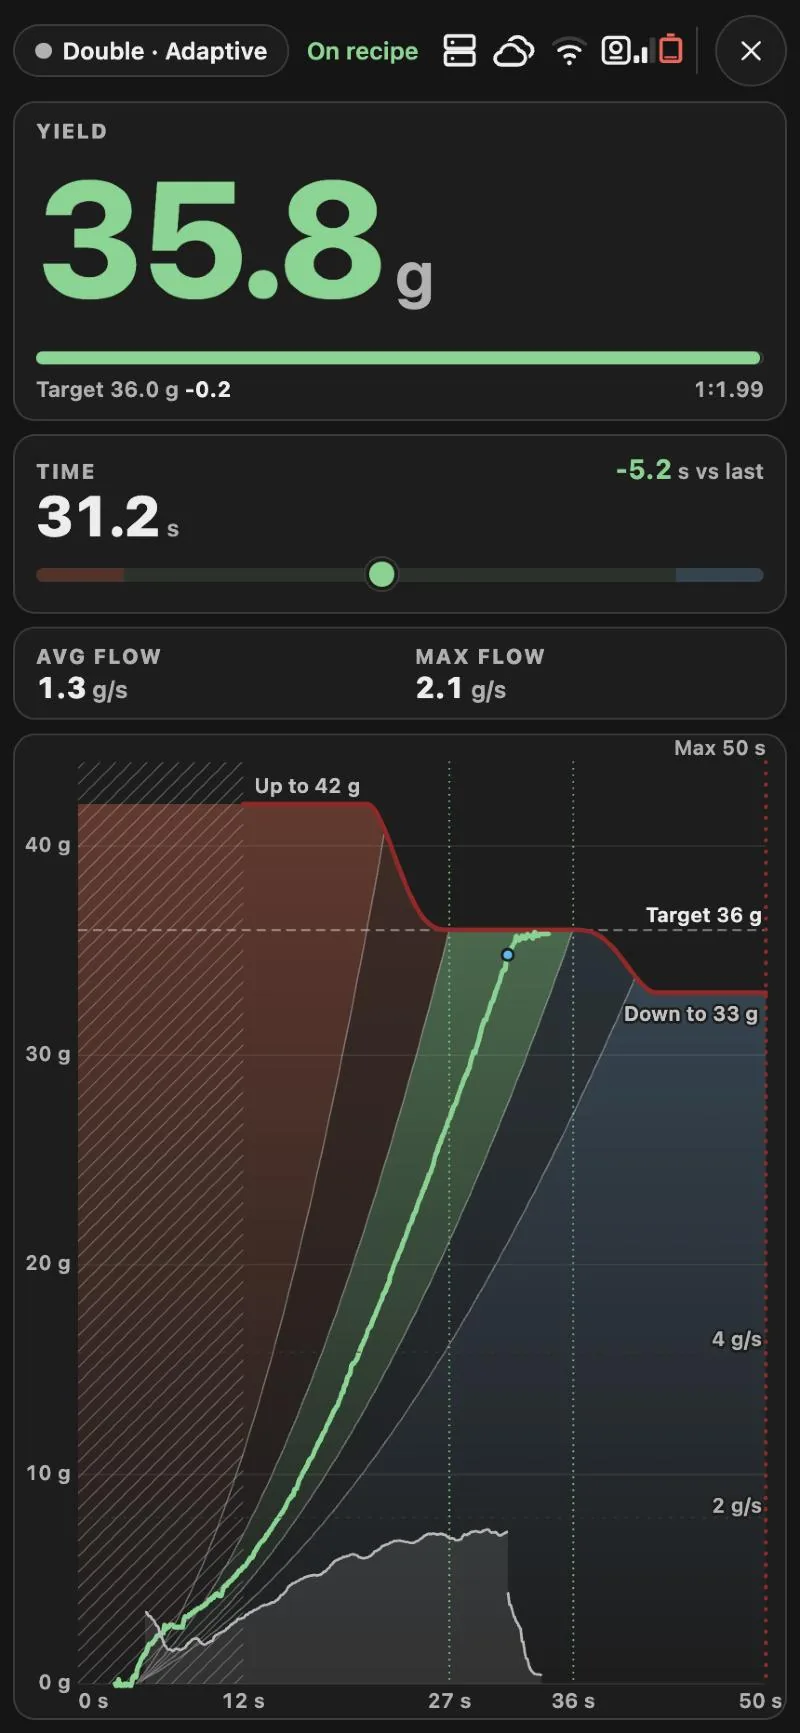 Double · Adaptive On recipe
YIELD
35.8 g
Target 36.0 g -0.2 1:1.99
TIME -5.2 s vs last
31.2 s
AVG FLOW MAX FLOW
1.3 g/s 2.1 g/s
Max 50 s
Up to 42 g
40 g
Target 36 g
Down to 33 g
30 g
20 g
4 g/s
10 g
2 g/s
0 g
0 s 12 s 27 s 36 s 50 s